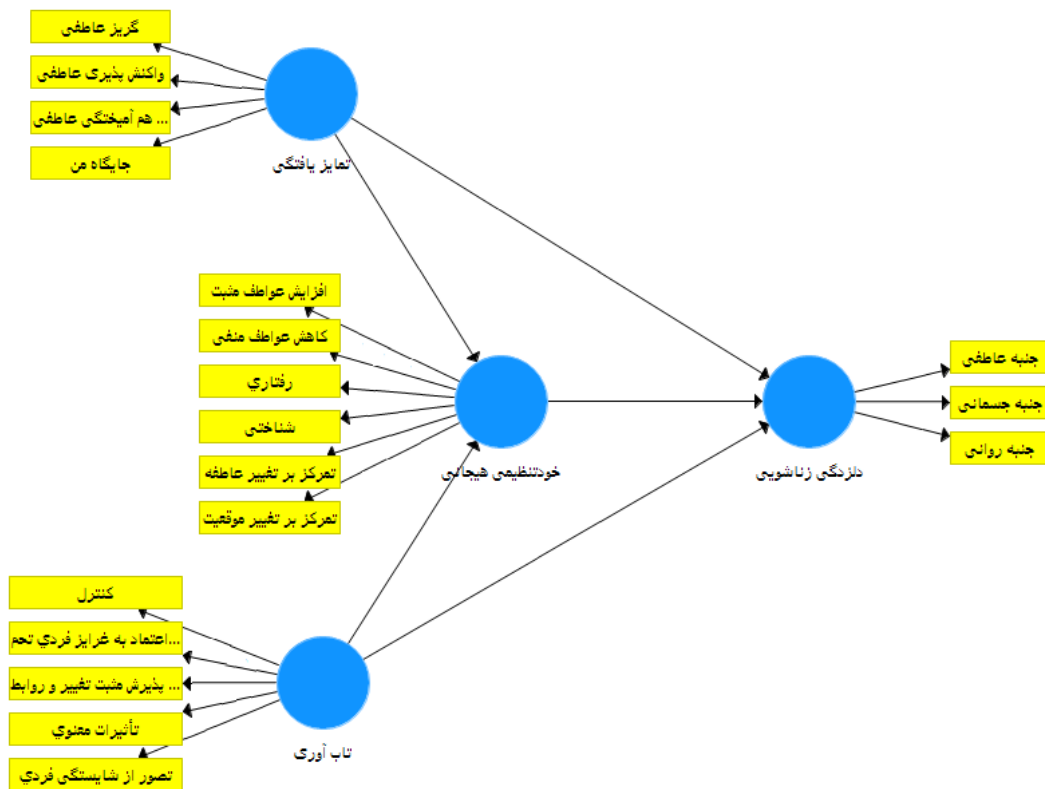 گریز عاطفی
واکنش پذیری عاطفی
هم آمیختگی عاطفی ...
جایگاه من
تمایز یافتگی
افزایش عواطف مثبت
کاهش عواطف منفی
رفتاري
شناختی
تمرکز بر تغییر عاطفه
تمرکز بر تغییر موقعیت
خودتنظیمی هیجانی
جنبه عاطفی
جنبه جسمانی
جنبه روانی
دلزدگی زناشویی
کنترل
اعتماد به غرایز فردي تحم...
پذیرش مثبت تغییر و روابط ...
تأثیرات معنوي
تصور از شایستگی فردي
تاب آوری